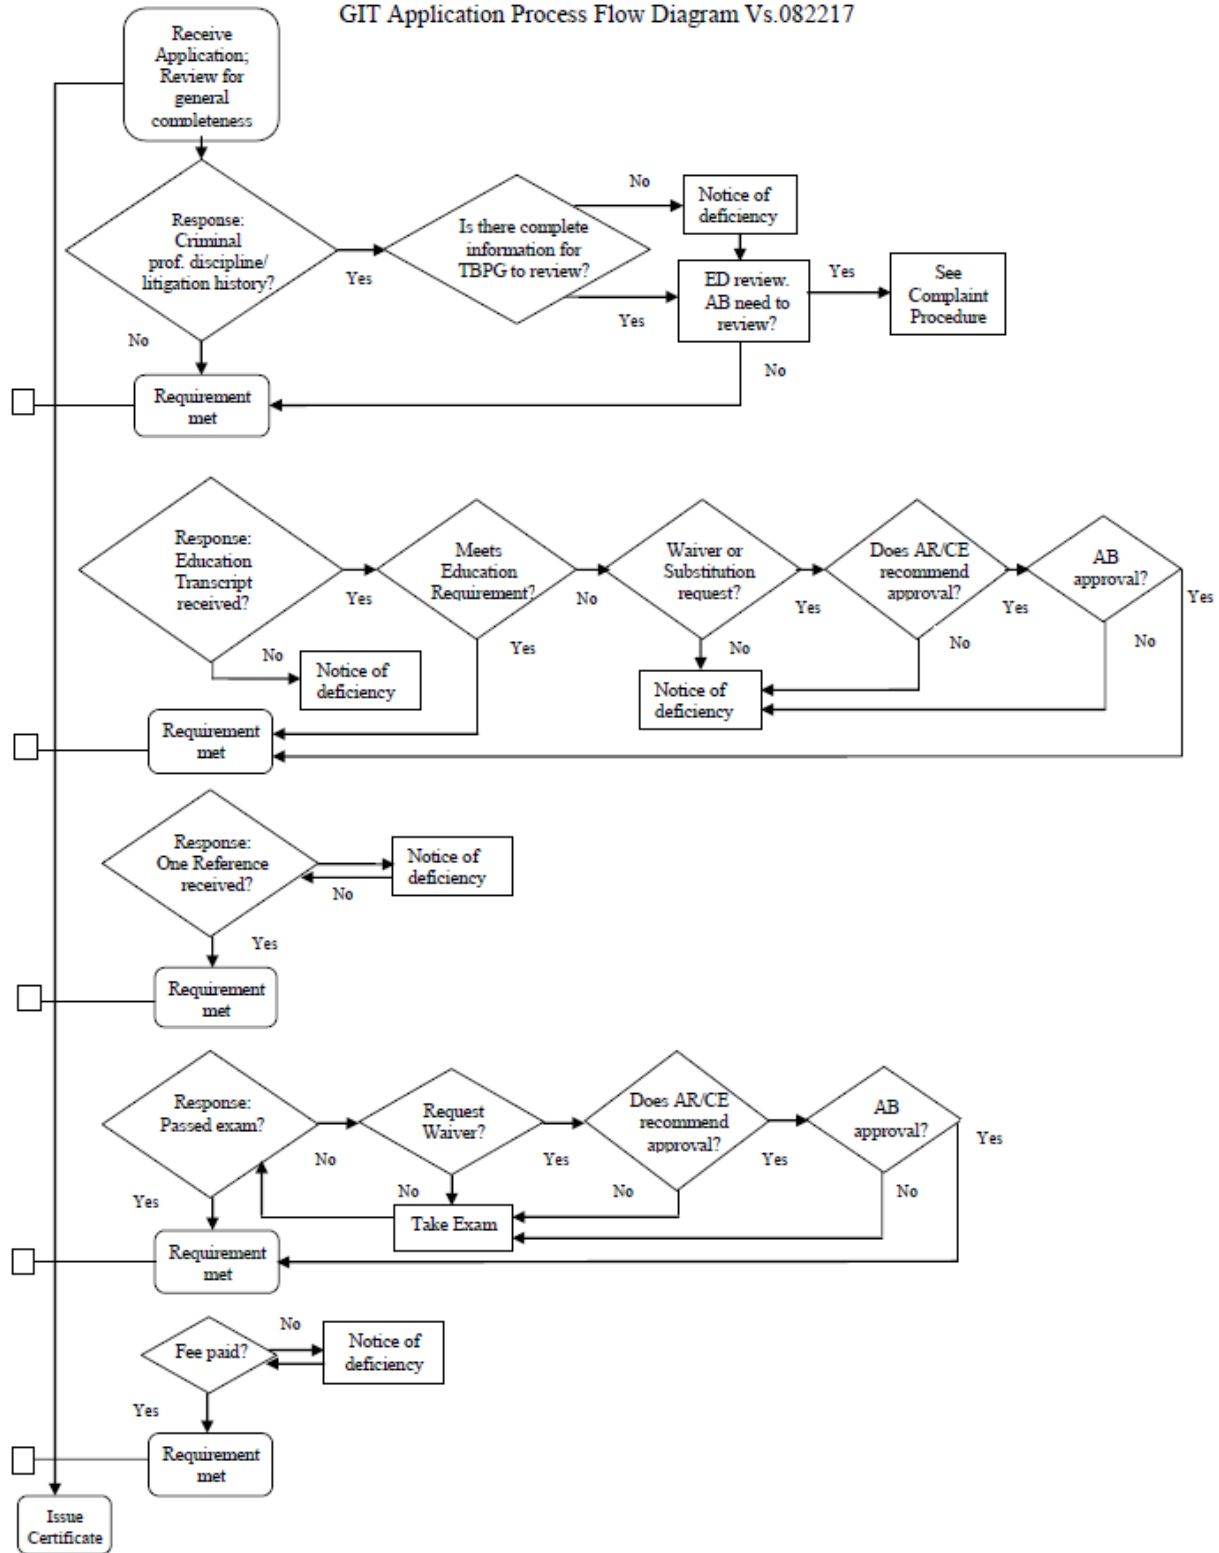 GIT Application Process Flow Diagram Vs.082217
Receive
Application;
Review for
general
completeness
Response:
Criminal
prof. discipline/
litigation history?
Yes
No
Is there complete
information for
TBPG to review?
No
Yes
Notice of
deficiency
ED review.
AB need to
review?
Yes
No
See
Complaint
Procedure
Requirement
met
Response:
Education
Transcript
received?
Yes
No
Notice of
deficiency
Meets
Education
Requirement?
No
Yes
Waiver or
Substitution
request?
Yes
No
Does AR/CE
recommend
approval?
Yes
No
AB
approval?
Yes
No
Notice of
deficiency
Requirement
met
Response:
One Reference
received?
No
Notice of
deficiency
Yes
Requirement
met
Response:
Passed exam?
No
Yes
Request
Waiver?
Yes
No
Does AR/CE
recommend
approval?
Yes
No
AB
approval?
Yes
No
Take Exam
Requirement
met
Fee paid?
No
Notice of
deficiency
Yes
Requirement
met
Issue
Certificate